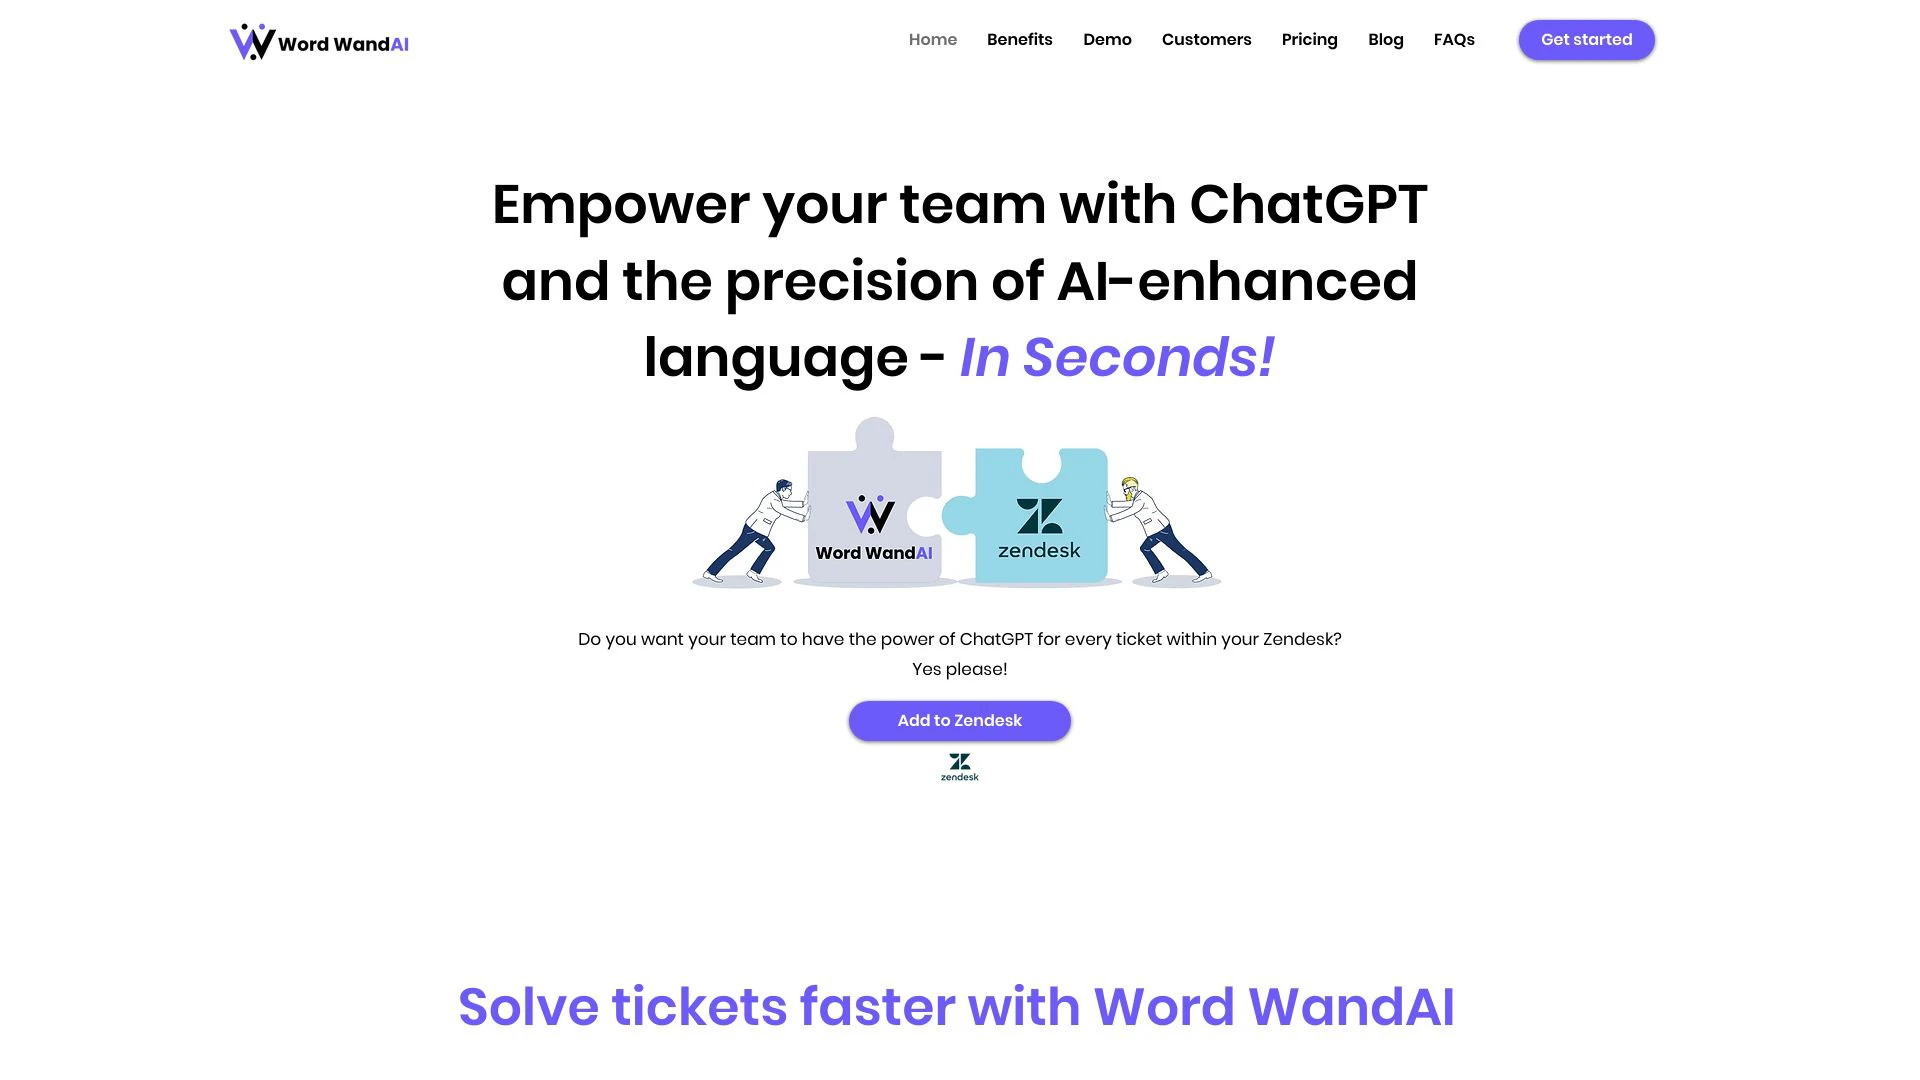 Word WandAI
Home
Benefits
Demo
Customers
Pricing
Blog
FAQs
Get started
Empower your team with ChatGPT
and the precision of AI-enhanced
language - In Seconds!
Word WandAI
zendesk
Do you want your team to have the power of ChatGPT for every ticket within your Zendesk?
Yes please!
Add to Zendesk
zendesk
Solve tickets faster with Word WandAI